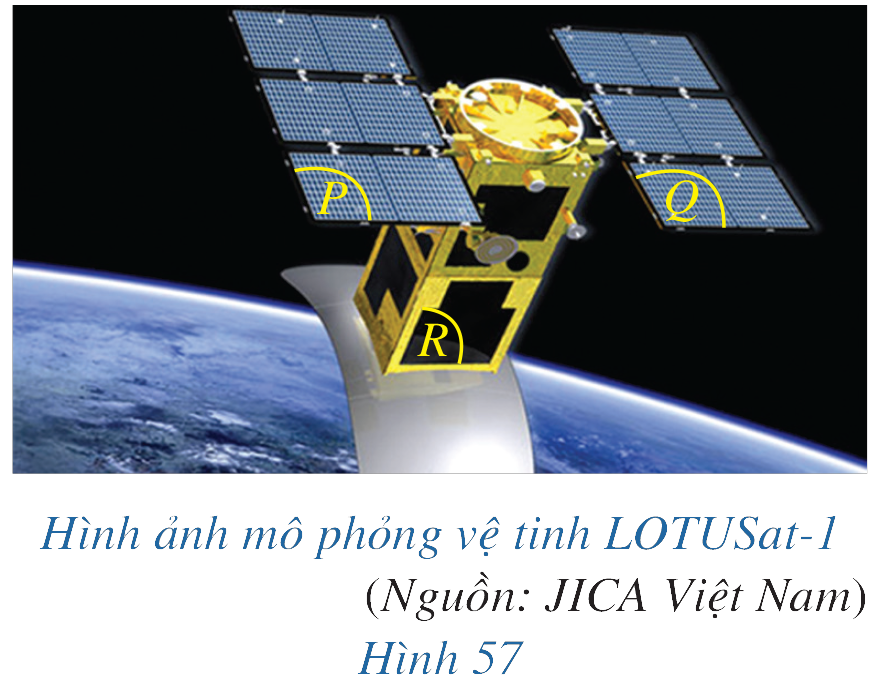 P
Q
R
Hình ảnh mô phỏng vệ tinh LOTUSat-1
(Nguồn: JICA Việt Nam)
Hình 57